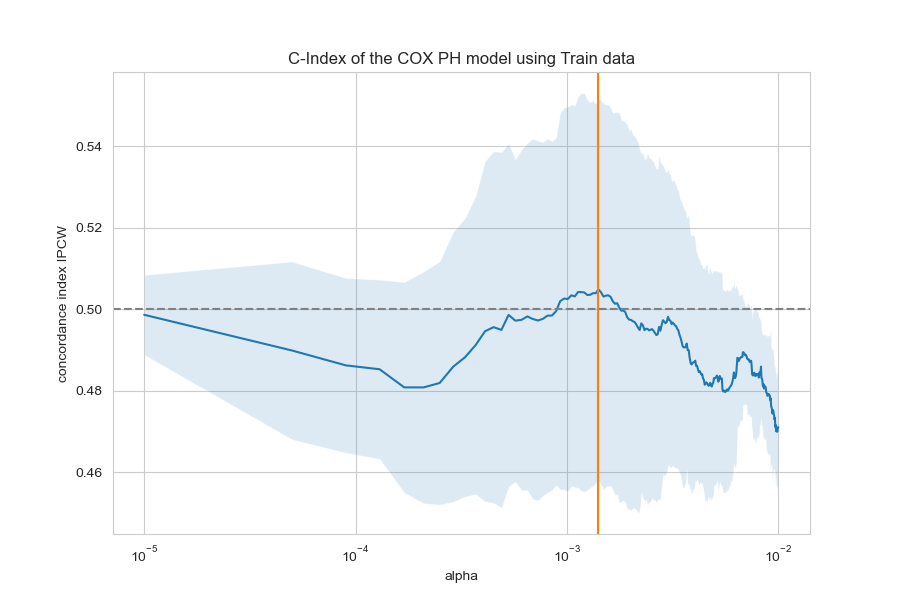 C-Index of the COX PH model using Train data
concordance index IPCW
0.54
0.52
0.50
0.48
0.46
10⁻⁵ 10⁻⁴ 10⁻³ 10⁻²
alpha